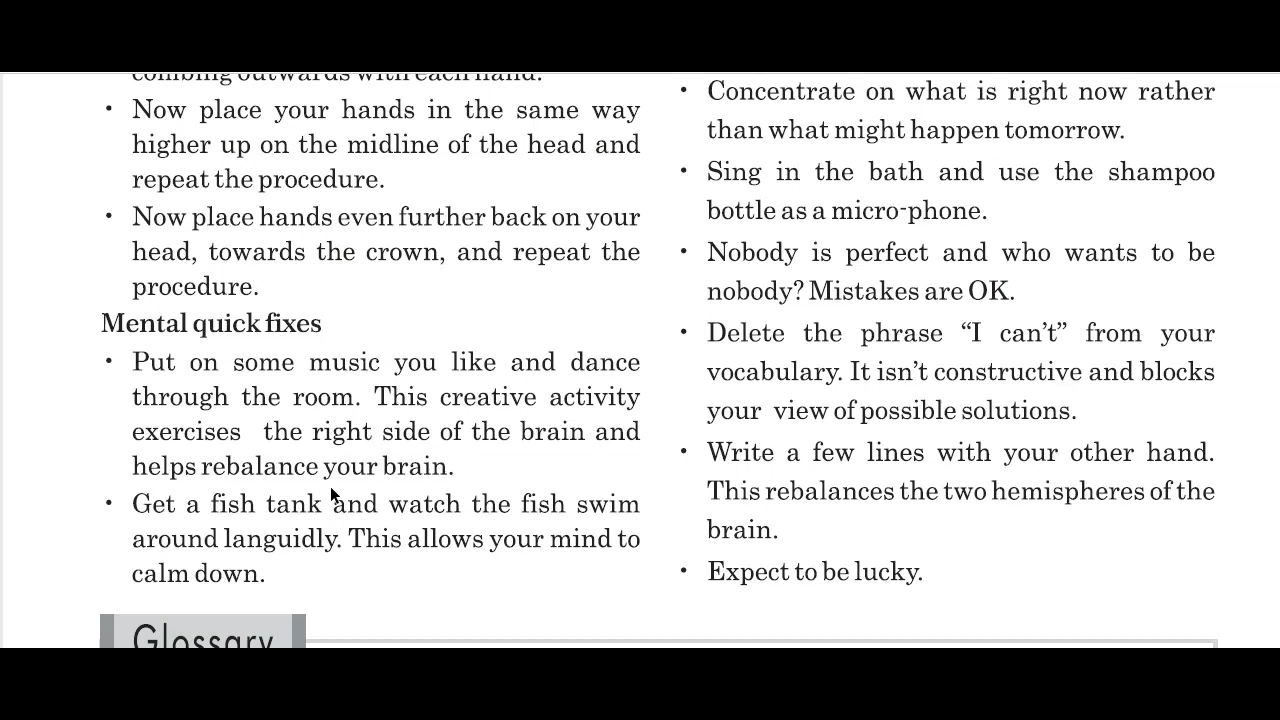 combing outwards with each hand.
• Now place your hands in the same way
higher up on the midline of the head and
repeat the procedure.
• Now place hands even further back on your
head, towards the crown, and repeat the
procedure.
Mental quick fixes
• Put on some music you like and dance
through the room. This creative activity
exercises the right side of the brain and
helps rebalance your brain.
• Get a fish tank and watch the fish swim
around languidly. This allows your mind to
calm down.
• Concentrate on what is right now rather
than what might happen tomorrow.
• Sing in the bath and use the shampoo
bottle as a micro-phone.
• Nobody is perfect and who wants to be
nobody? Mistakes are OK.
• Delete the phrase “I can’t” from your
vocabulary. It isn’t constructive and blocks
your view of possible solutions.
• Write a few lines with your other hand.
This rebalances the two hemispheres of the
brain.
• Expect to be lucky.
Glossary